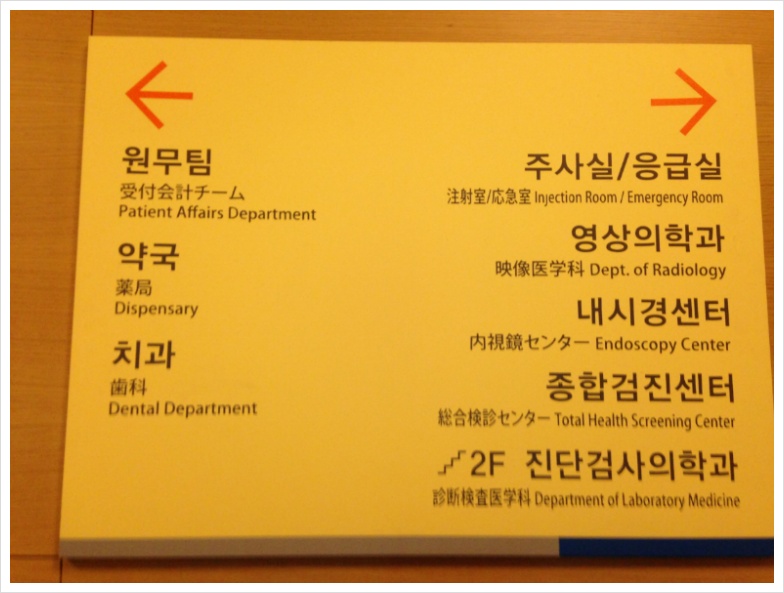 원무팀
受付会計チーム
Patient Affairs Department
약국
薬局
Dispensary
치과
歯科
Dental Department
주사실/응급실
注射室/応急室 Injection Room / Emergency Room
영상의학과
映像医学科 Dept. of Radiology
내시경센터
内視鏡センター Endoscopy Center
종합검진센터
総合検診センター Total Health Screening Center
2F 진단검사의학과
診断検査医学科 Department of Laboratory Medicine